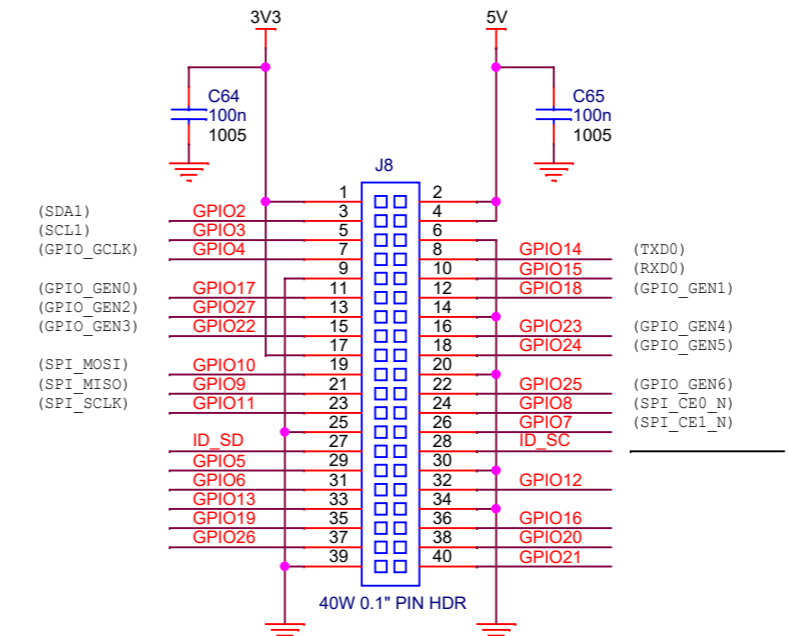 3V3 5V
C64 C65
100n 100n
1005 1005
J8
1 2
(SDA1) GPIO2 3 4
(SCL1) GPIO3 5 6
(GPIO_GCLK) GPIO4 7 8 GPIO14 (TXD0)
9 10 GPIO15 (RXD0)
(GPIO_GEN0) GPIO17 11 12 GPIO18 (GPIO_GEN1)
(GPIO_GEN2) GPIO27 13 14
(GPIO_GEN3) GPIO22 15 16 GPIO23 (GPIO_GEN4)
17 18 GPIO24 (GPIO_GEN5)
(SPI_MOSI) GPIO10 19 20
(SPI_MISO) GPIO9 21 22 GPIO25 (GPIO_GEN6)
(SPI_SCLK) GPIO11 23 24 GPIO8 (SPI_CE0_N)
25 26 GPIO7 (SPI_CE1_N)
ID_SD 27 28 ID_SC
GPIO5 29 30
GPIO6 31 32 GPIO12
GPIO13 33 34
GPIO19 35 36 GPIO16
GPIO26 37 38 GPIO20
39 40 GPIO21
40W 0.1" PIN HDR